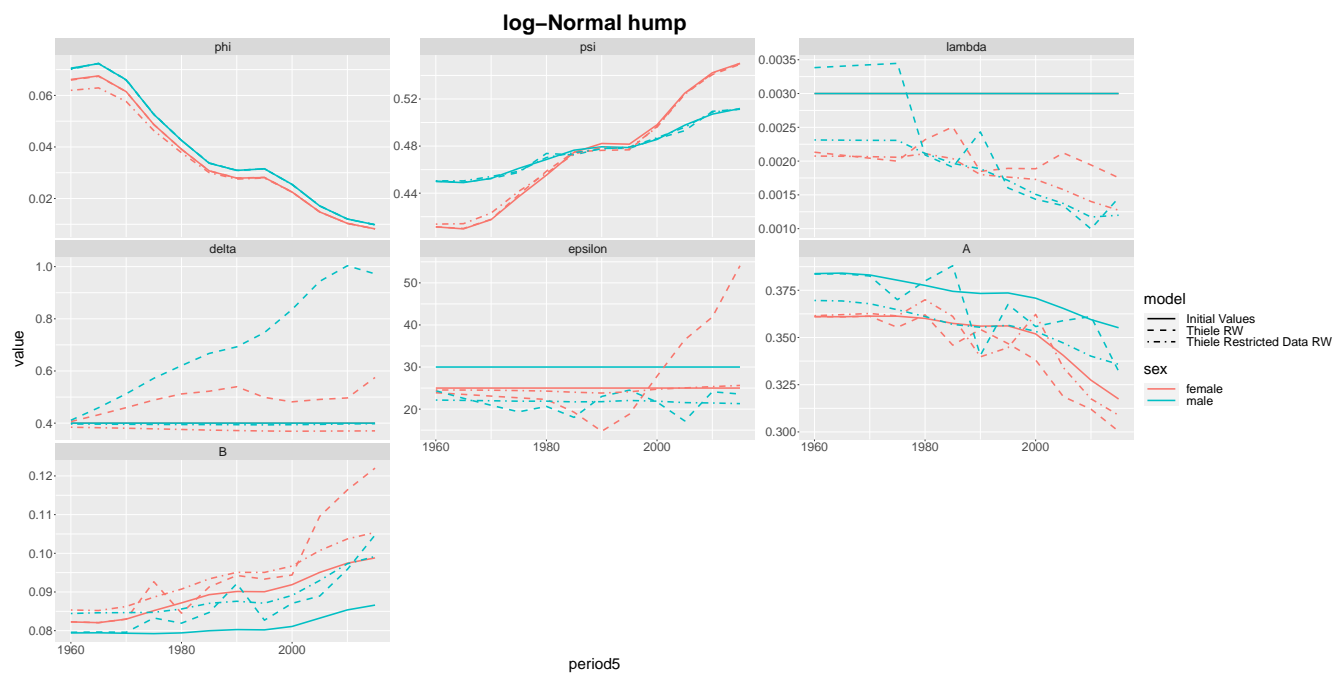 log−Normal hump
phi
psi
lambda
0.06
0.04
0.02
0.52
0.48
0.44
0.0035
0.0030
0.0025
0.0020
0.0015
0.0010
delta
epsilon
A
1.0
0.8
0.6
0.4
50
40
30
20
0.375
0.350
0.325
0.300
1960
1980
2000
1960
1980
2000
B
0.12
0.11
0.10
0.09
0.08
1960
1980
2000
value
period5
model
Initial Values
Thiele RW
Thiele Restricted Data RW
sex
female
male